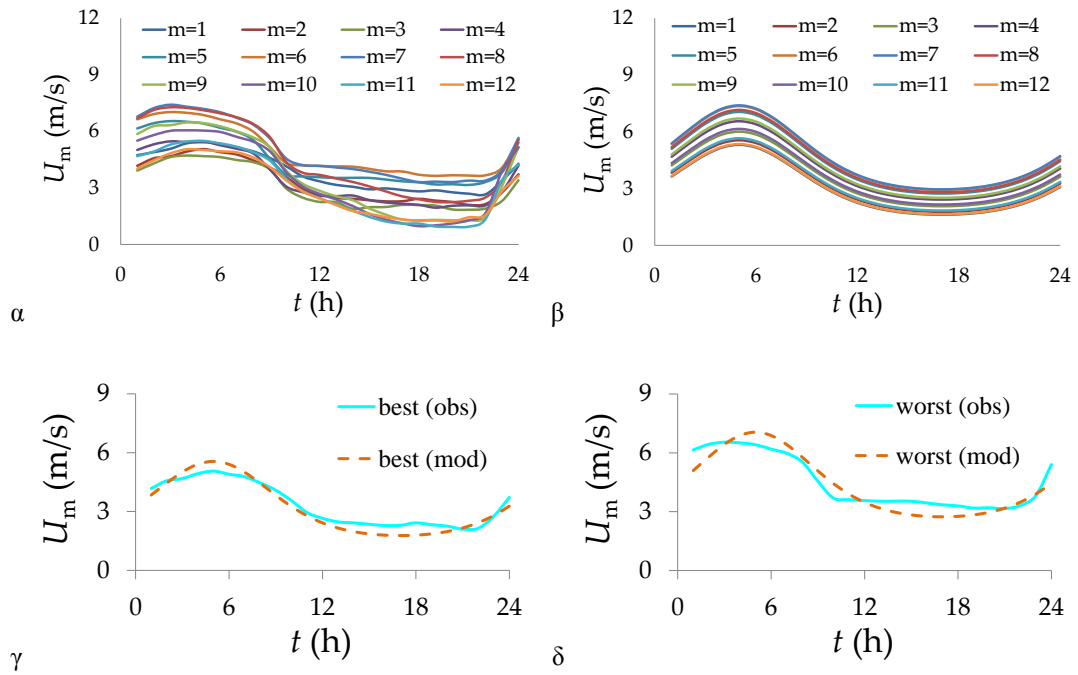 12
9
6
3
0
U_m (m/s)
m=1 m=2 m=3 m=4
m=5 m=6 m=7 m=8
m=9 m=10 m=11 m=12
0 6 12 18 24
t (h)
α
12
9
6
3
0
U_m (m/s)
m=1 m=2 m=3 m=4
m=5 m=6 m=7 m=8
m=9 m=10 m=11 m=12
0 6 12 18 24
t (h)
β
9
6
3
0
U_m (m/s)
best (obs)
best (mod)
0 6 12 18 24
t (h)
γ
9
6
3
0
U_m (m/s)
worst (obs)
worst (mod)
0 6 12 18 24
t (h)
δ